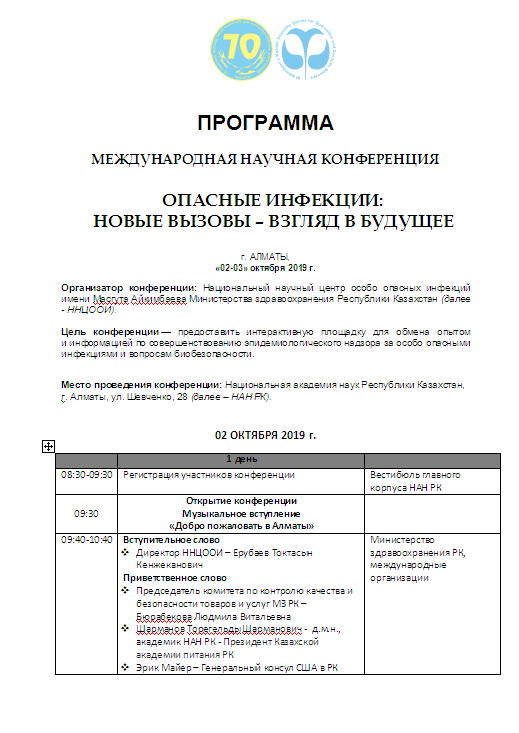 70
ПРОГРАММА
МЕЖДУНАРОДНАЯ НАУЧНАЯ КОНФЕРЕНЦИЯ
ОПАСНЫЕ ИНФЕКЦИИ:
НОВЫЕ ВЫЗОВЫ – ВЗГЛЯД В БУДУЩЕЕ
г. АЛМАТЫ,
«02-03» октября 2019 г.
Организатор конференции: Национальный научный центр особо опасных инфекций
имени Масгута Айкимбаева Министерства здравоохранения Республики Казахстан (далее
- ННЦООИ).
Цель конференции — предоставить интерактивную площадку для обмена опытом
и информацией по совершенствованию эпидемиологического надзора за особо опасными
инфекциями и вопросам биобезопасности.
Место проведения конференции: Национальная академия наук Республики Казахстан,
г. Алматы, ул. Шевченко, 28 (далее – НАН РК).
02 ОКТЯБРЯ 2019 г.
1 день
08:30-09:30 Регистрация участников конференции Вестибюль главного
корпуса НАН РК
Открытие конференции
09:30 Музыкальное вступление
«Добро пожаловать в Алматы»
09:40-10:40 Вступительное слово Министерство
❖ Директор ННЦООИ – Ерубаев Токтасын здравоохранения РК,
Кенжеканович международные
Приветственное слово организации
❖ Председатель комитета по контролю качества и
безопасности товаров и услуг МЗ РК –
Бюрабекова Людмила Витальевна
❖ Шарманов Торегельды Шарманович - д.м.н.,
академик НАН РК - Президент Казахской
академии питания РК
❖ Эрик Майер – Генеральный консул США в РК